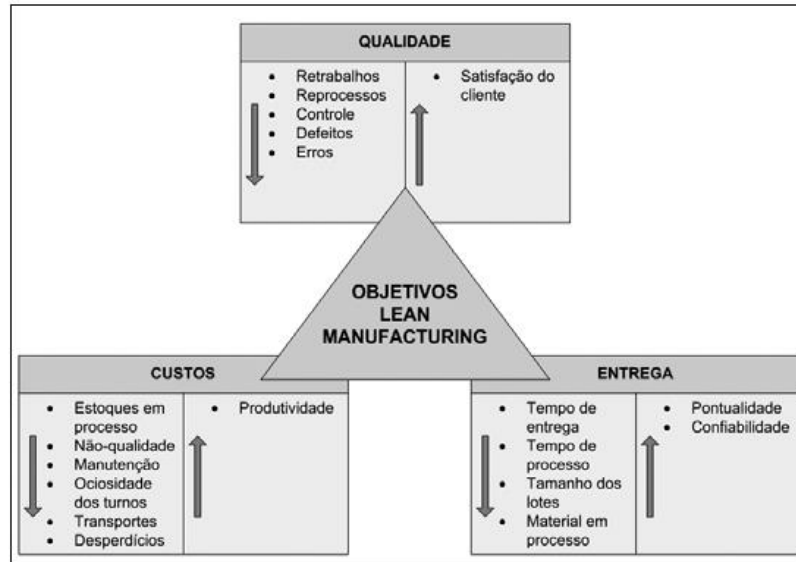 QUALIDADE
• Retrabalhos
• Reprocessos
• Controle
• Defeitos
• Erros
• Satisfação do
cliente
OBJETIVOS
LEAN
MANUFACTURING
CUSTOS
• Estoques em
processo
• Não-qualidade
• Manutenção
• Ociosidade
dos turnos
• Transportes
• Desperdícios
• Produtividade
ENTREGA
• Tempo de
entrega
• Tempo de
processo
• Tamanho dos
lotes
• Material em
processo
• Pontualidade
• Confiabilidade